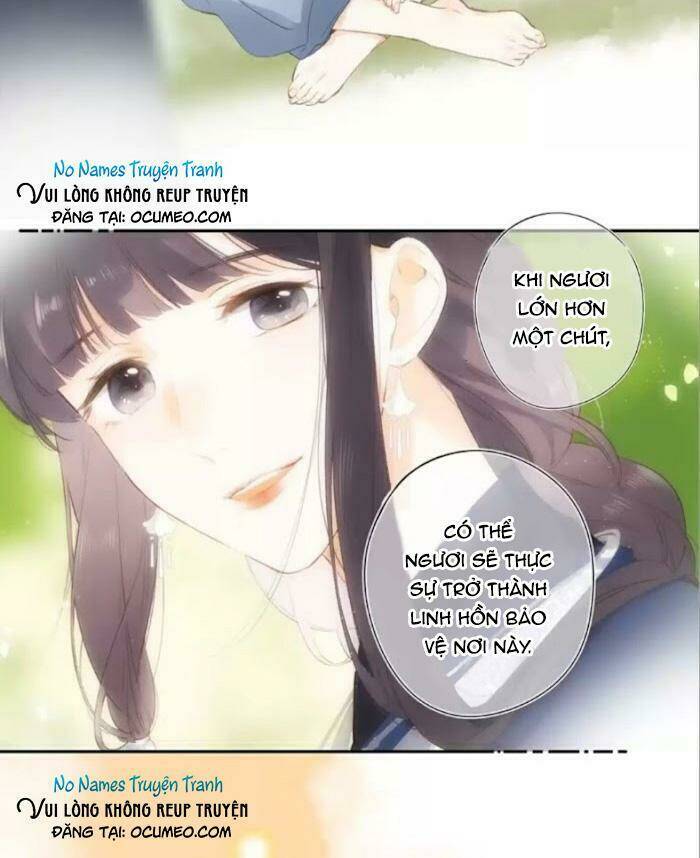 No Names Truyện Tranh
Vui lòng không reup truyện
Đăng tại: ocumeo.com
KHI NGƯƠI
LỚN HƠN
MỘT CHÚT,
CÓ THỂ
NGƯƠI SẼ THỰC
SỰ TRỞ THÀNH
LINH HỒN BẢO
VỆ NƠI NÀY.
No Names Truyện Tranh
Vui lòng không reup truyện
Đăng tại: ocumeo.com